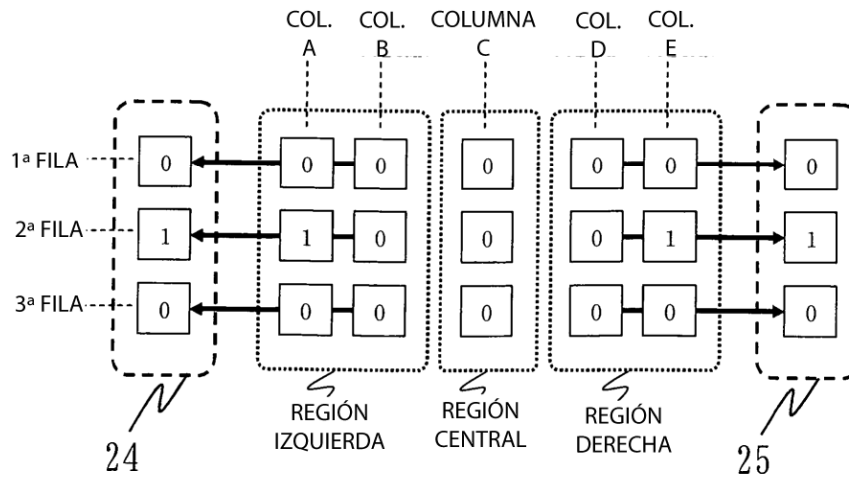 COL. COL. COLUMNA COL. COL.
A B C D E
1ª FILA 0 0 0 0 0 0 0
2ª FILA 1 1 0 0 0 1 1
3ª FILA 0 0 0 0 0 0 0
REGIÓN REGIÓN REGIÓN
IZQUIERDA CENTRAL DERECHA
24 25